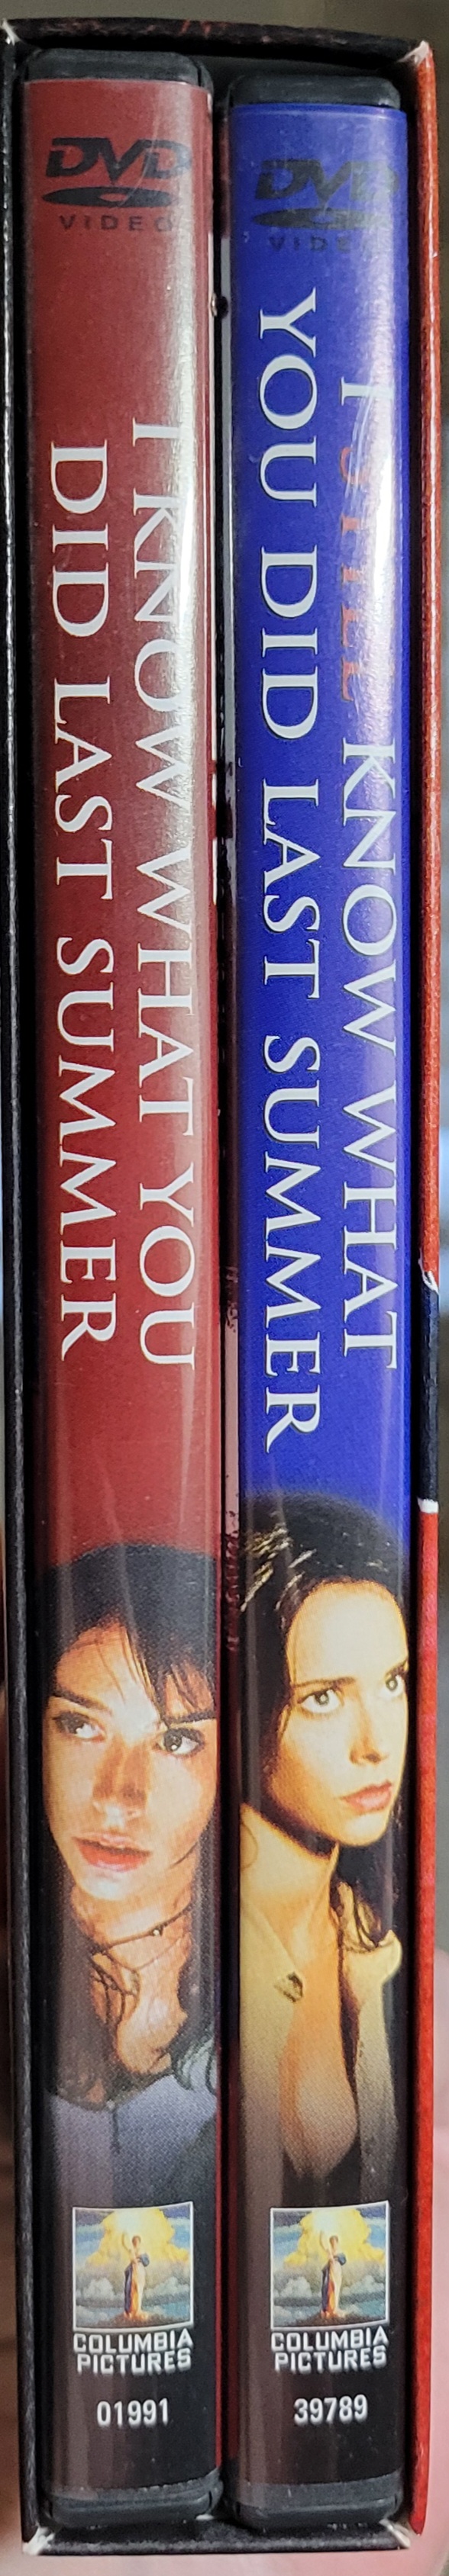 DVD
VIDEO
I KNOW WHAT YOU
DID LAST SUMMER
COLUMBIA
PICTURES
01991
DVD
VIDEO
I STILL KNOW WHAT
YOU DID LAST SUMMER
COLUMBIA
PICTURES
39789